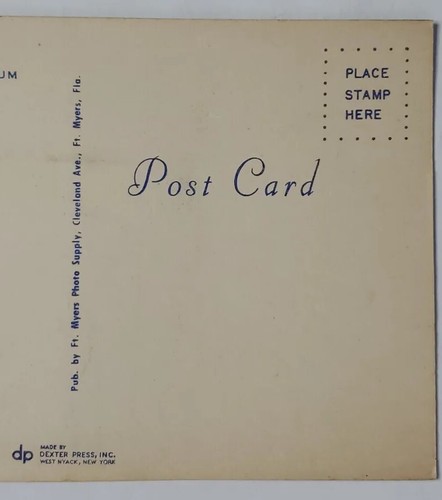 UM
PLACE
STAMP
HERE
Post Card
Pub. by Ft. Myers Photo Supply, Cleveland Ave., Ft. Myers, Fla.
dp
MADE BY
DEXTER PRESS, INC.
WEST NYACK, NEW YORK